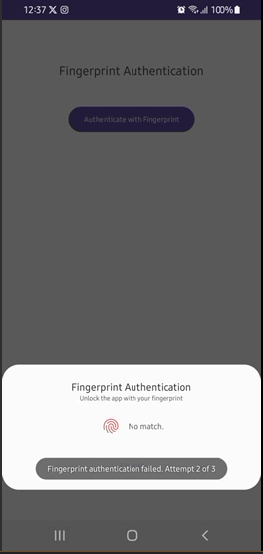 12:37 100%
Fingerprint Authentication
Authenticate with Fingerprint
Fingerprint Authentication
Unlock the app with your fingerprint
No match.
Fingerprint authentication failed. Attempt 2 of 3